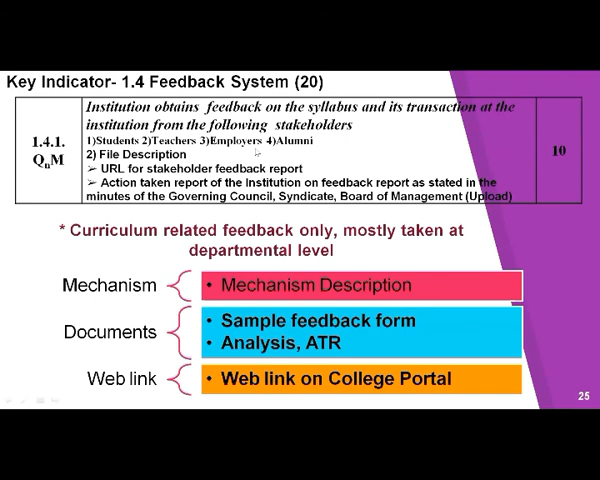 Key Indicator- 1.4 Feedback System (20)
1.4.1.
QnM
Institution obtains feedback on the syllabus and its transaction at the
institution from the following stakeholders
1)Students 2)Teachers 3)Employers 4)Alumni
2) File Description
➢ URL for stakeholder feedback report
➢ Action taken report of the Institution on feedback report as stated in the
minutes of the Governing Council, Syndicate, Board of Management (Upload)
10
* Curriculum related feedback only, mostly taken at
departmental level
Mechanism
• Mechanism Description
Documents
• Sample feedback form
• Analysis, ATR
Web link
• Web link on College Portal
25